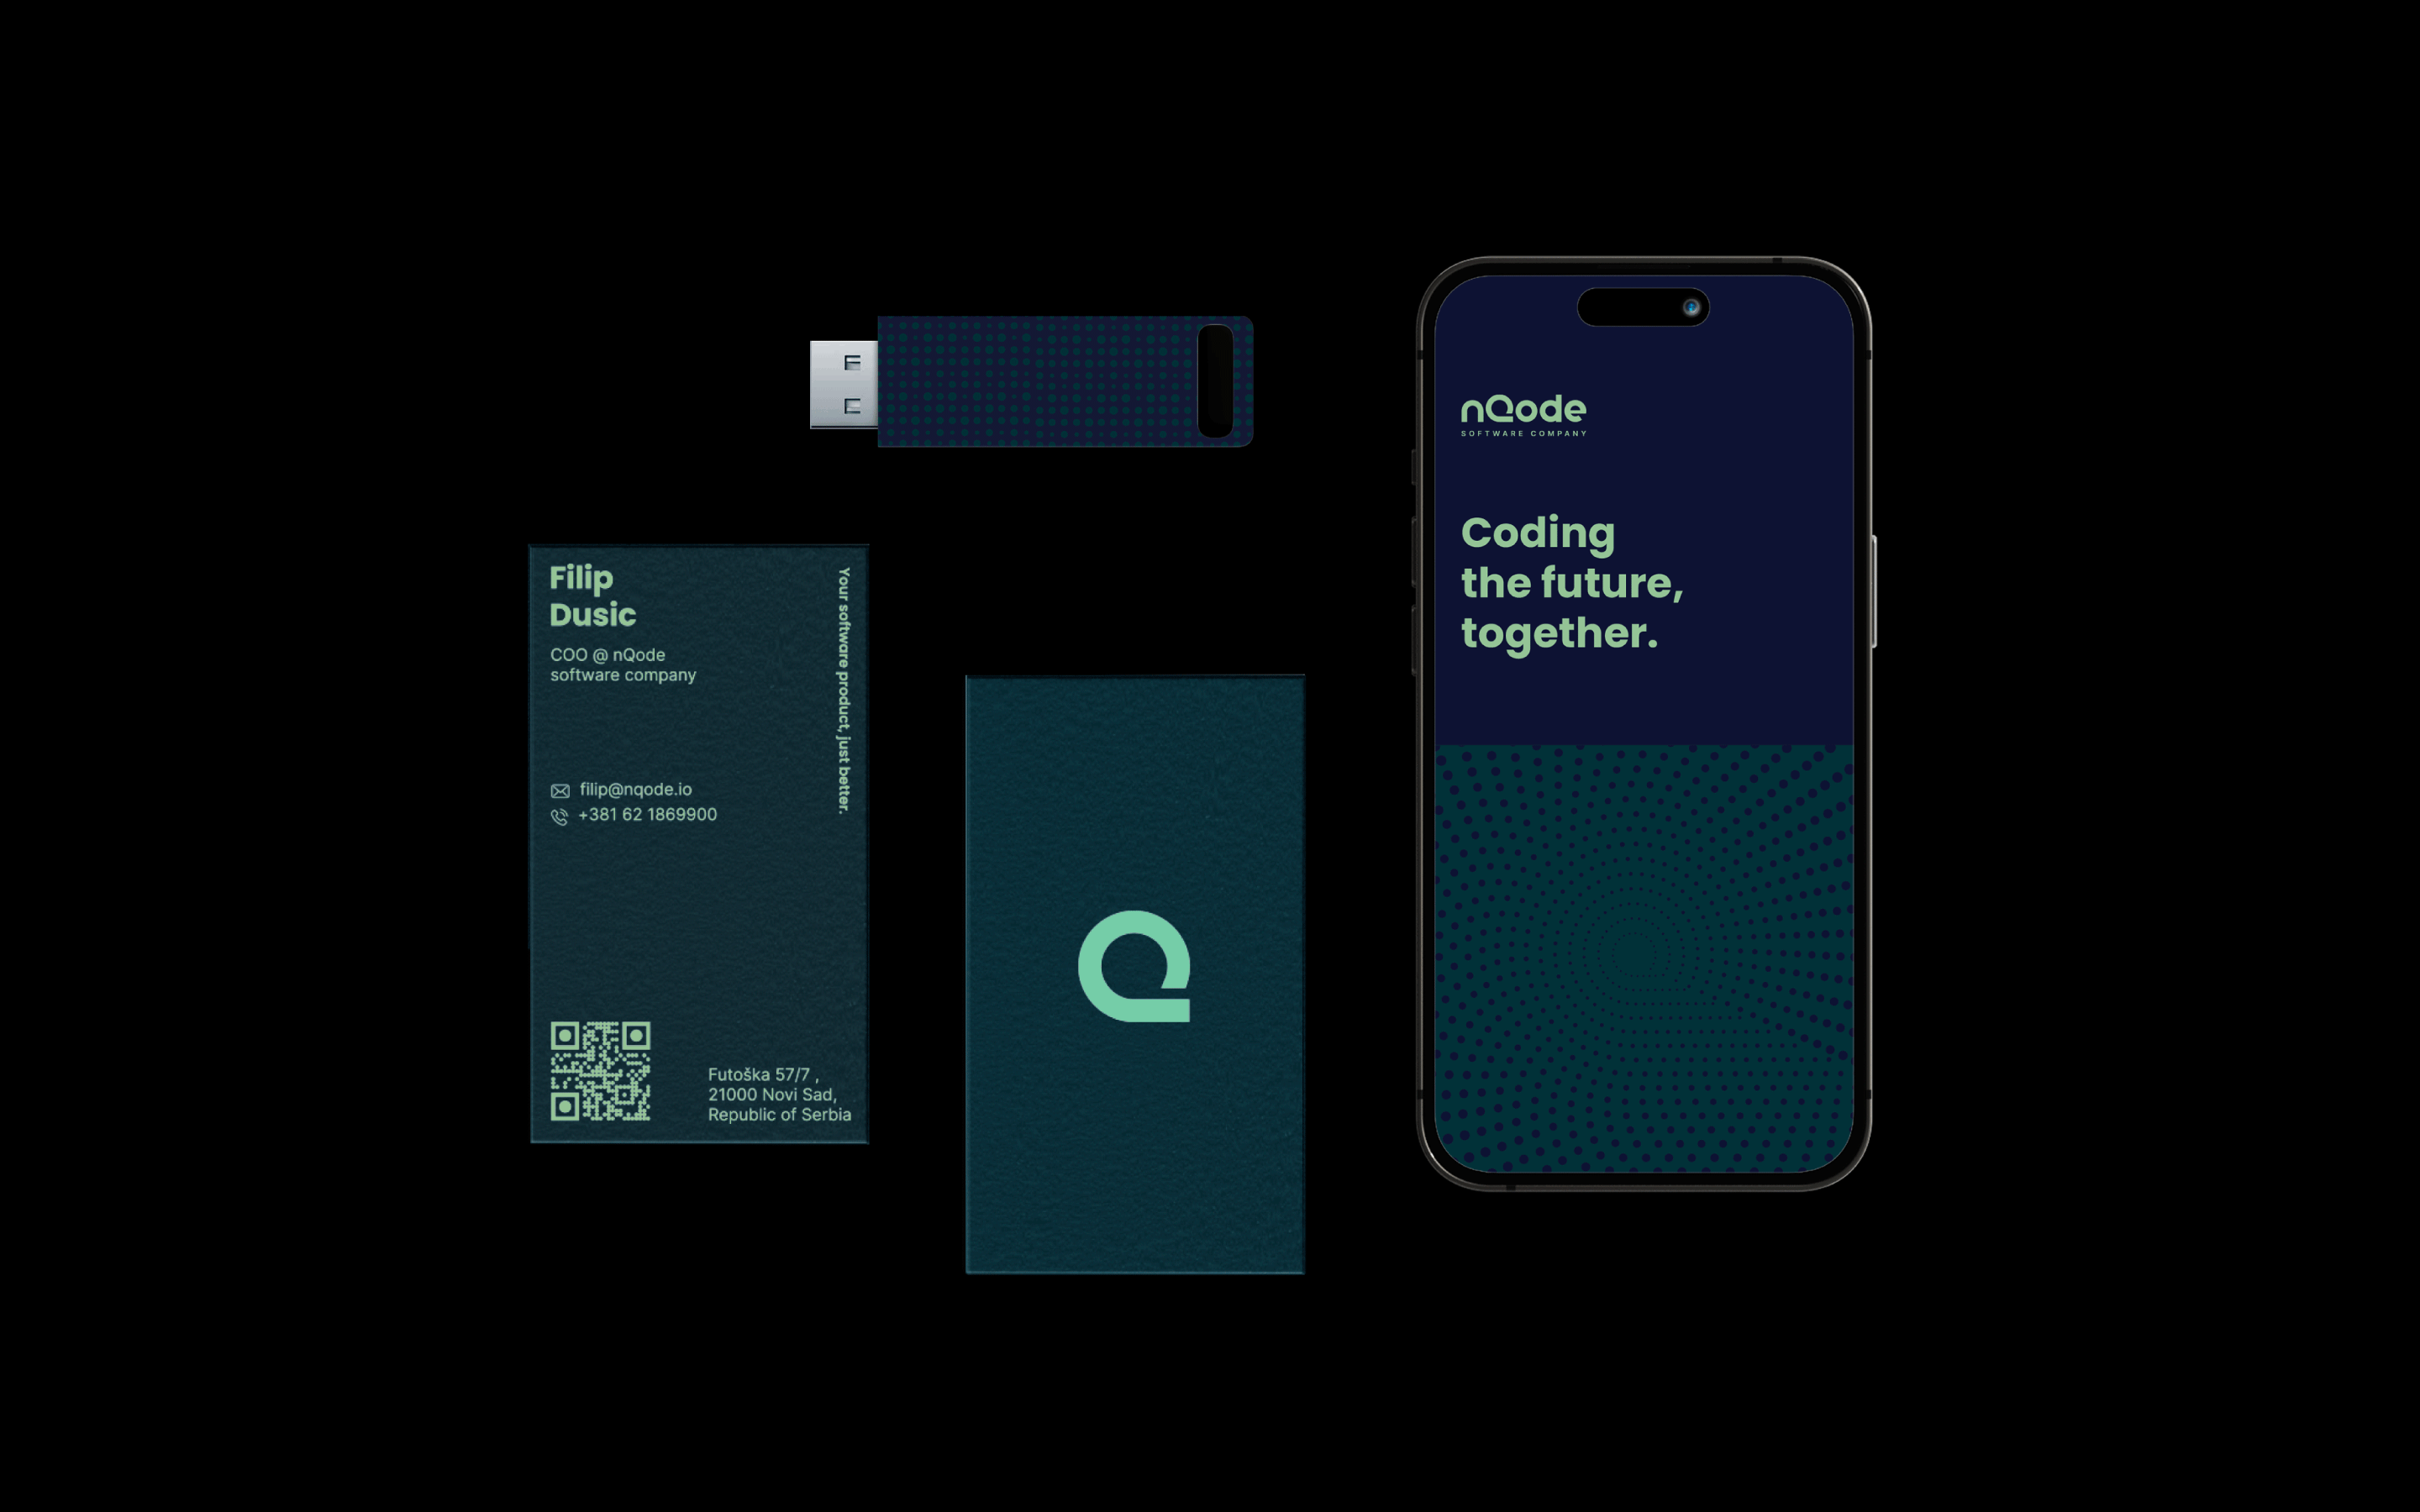 Filip
Dusic
COO @ nQode
software company
Your software product, just better.
filip@nqode.io
+381 62 1869900
Futoška 57/7 ,
21000 Novi Sad,
Republic of Serbia
nQode
SOFTWARE COMPANY
Coding
the future,
together.